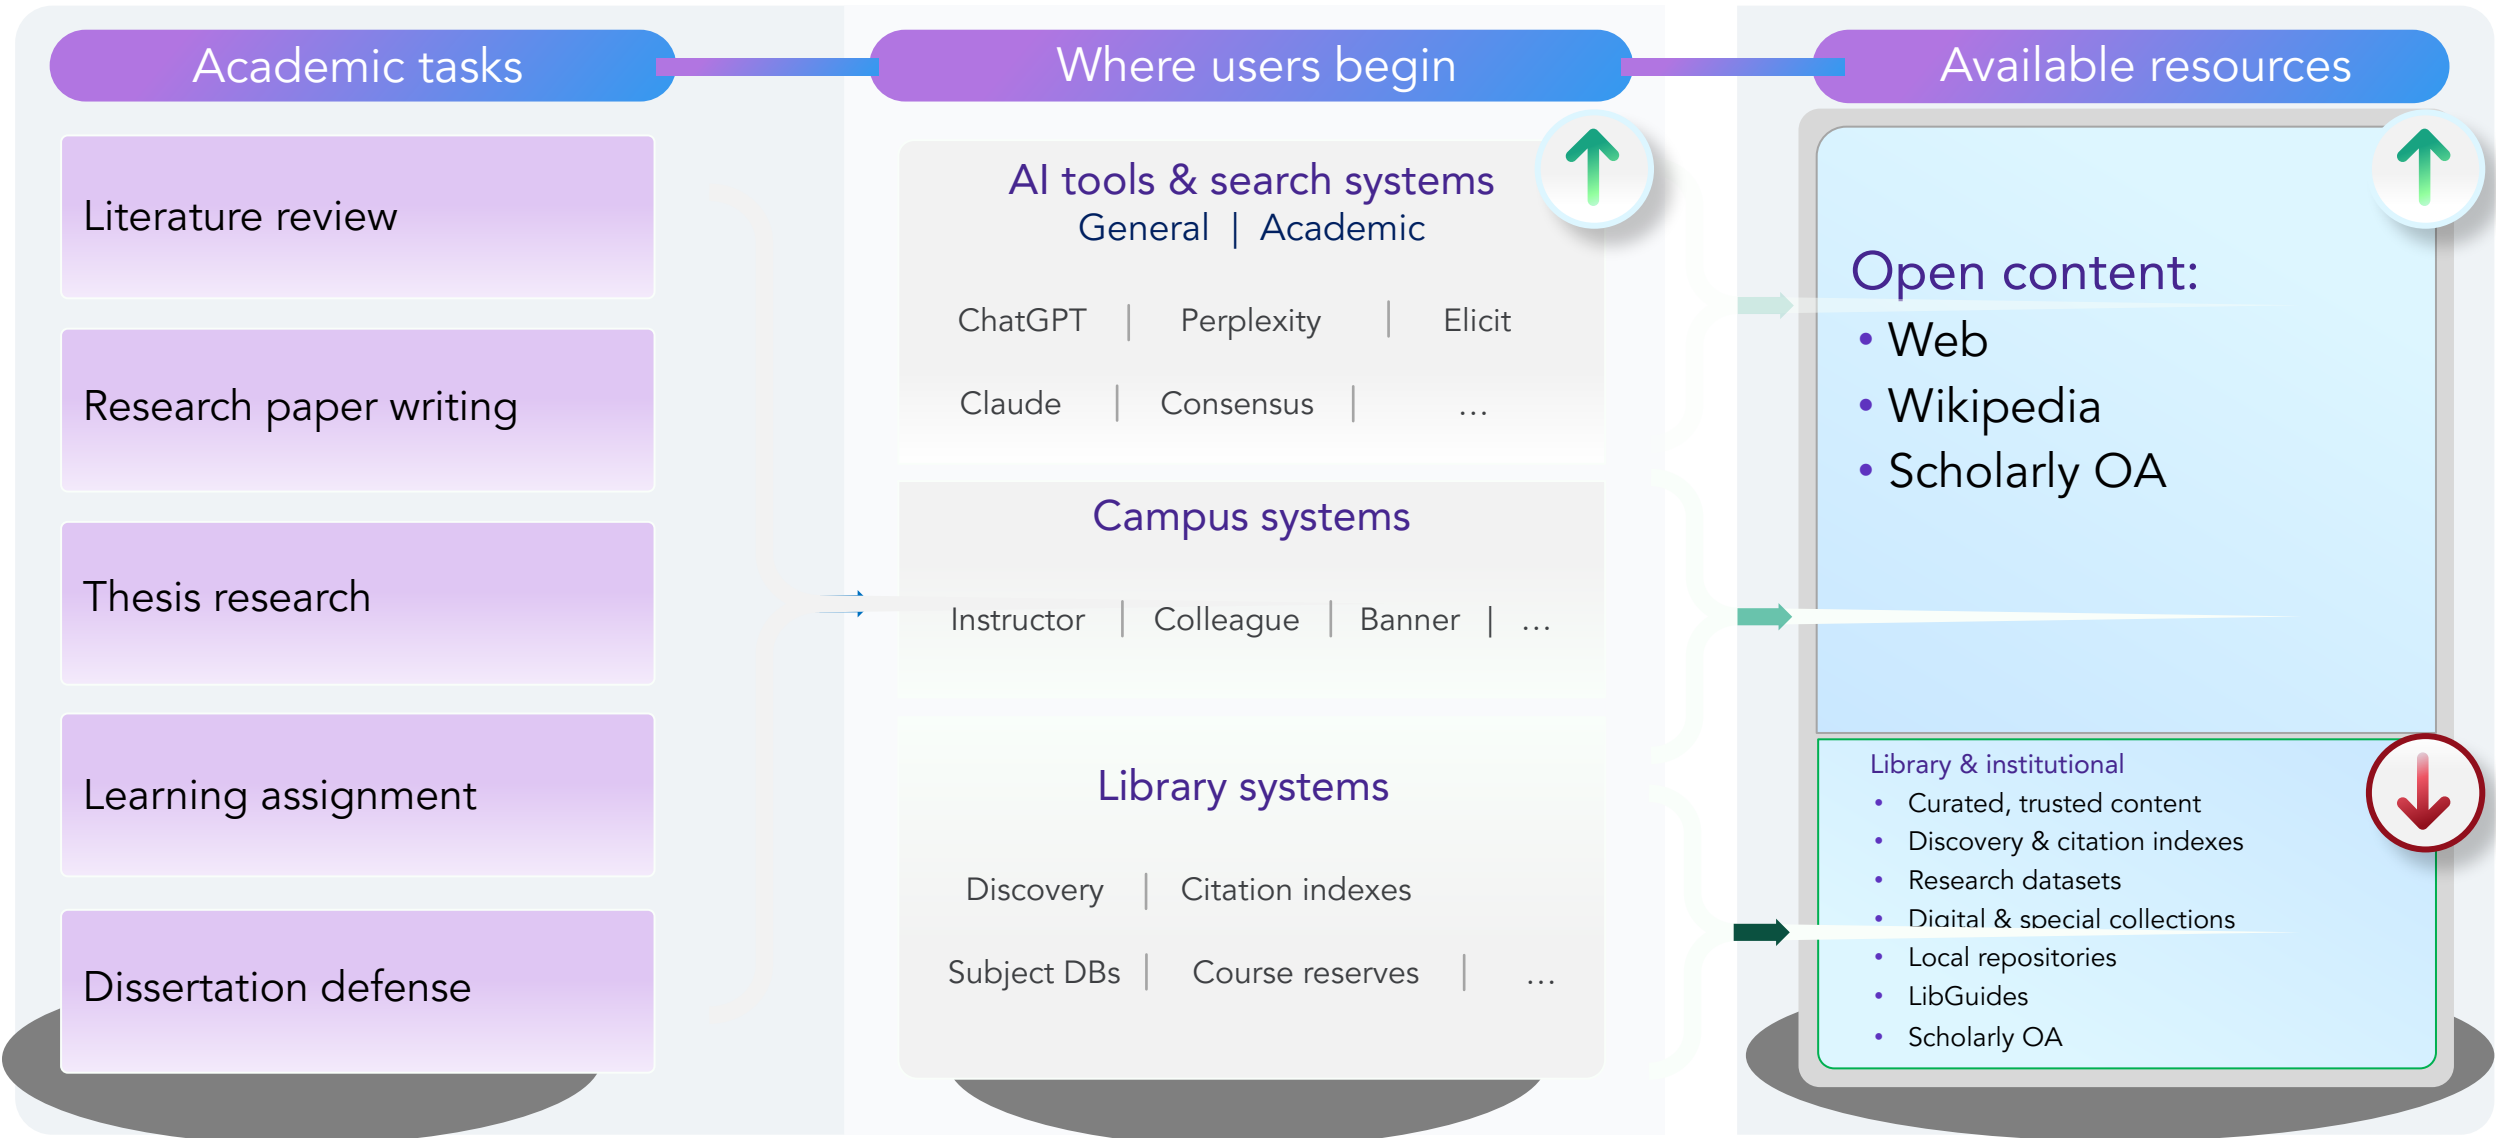 Academic tasks
Literature review
Research paper writing
Thesis research
Learning assignment
Dissertation defense
Where users begin
AI tools & search systems
General | Academic
ChatGPT | Perplexity | Elicit
Claude | Consensus | ...
Campus systems
Instructor | Colleague | Banner | ...
Library systems
Discovery | Citation indexes
Subject DBs | Course reserves | ...
Available resources
Open content:
• Web
• Wikipedia
• Scholarly OA
Library & institutional
• Curated, trusted content
• Discovery & citation indexes
• Research datasets
• Digital & special collections
• Local repositories
• LibGuides
• Scholarly OA